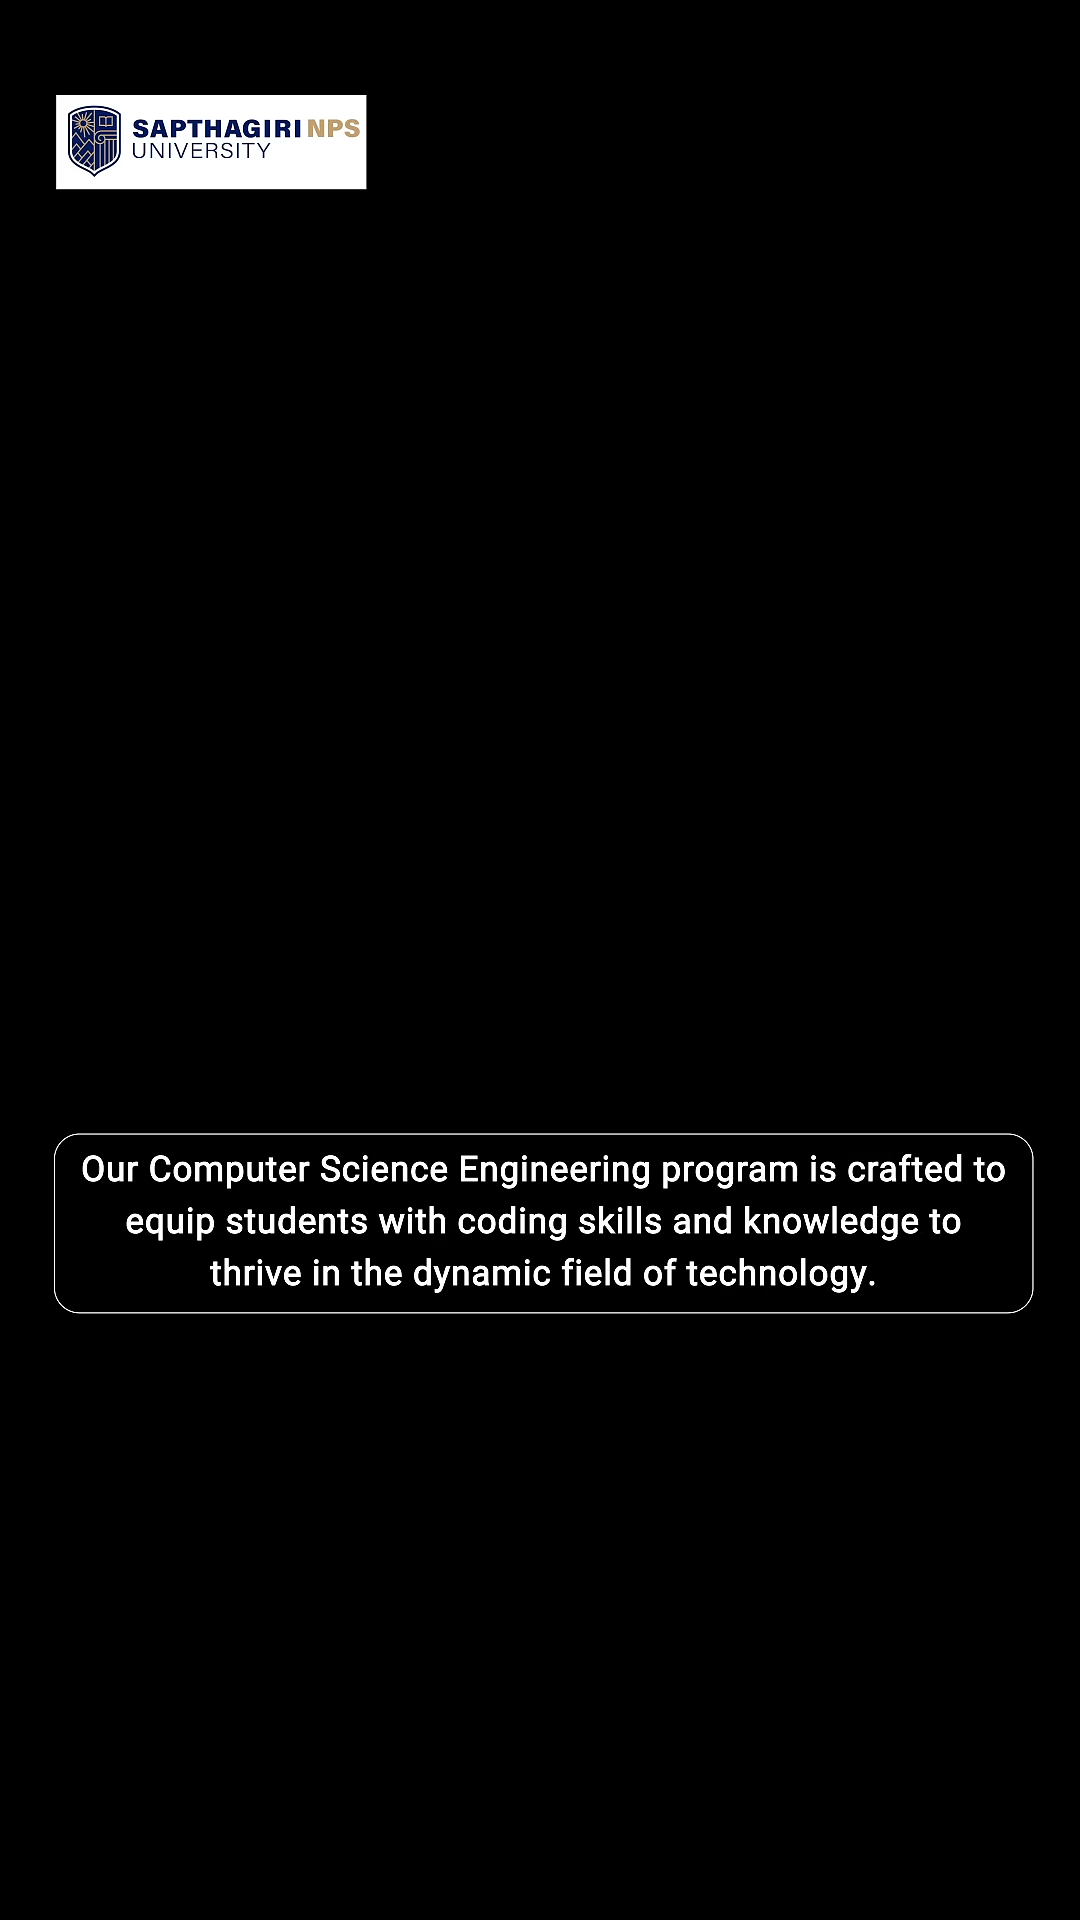 SAPTHAGIRI NPS
UNIVERSITY
Our Computer Science Engineering program is crafted to
equip students with coding skills and knowledge to
thrive in the dynamic field of technology.